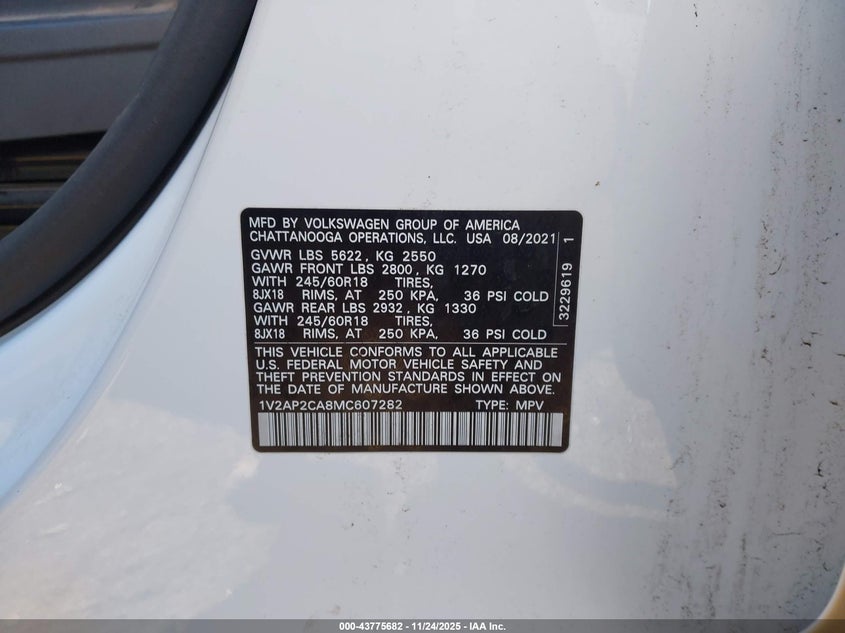 MFD BY VOLKSWAGEN GROUP OF AMERICA
CHATTANOOGA OPERATIONS, LLC. USA 08/2021
GVWR LBS 5622, KG 2550
GAWR FRONT LBS 2800, KG 1270
WITH 245/60R18 TIRES,
8JX18 RIMS, AT 250 KPA, 36 PSI COLD
GAWR REAR LBS 2932, KG 1330
WITH 245/60R18 TIRES,
8JX18 RIMS, AT 250 KPA, 36 PSI COLD
THIS VEHICLE CONFORMS TO ALL APPLICABLE
U.S. FEDERAL MOTOR VEHICLE SAFETY AND
THEFT PREVENTION STANDARDS IN EFFECT ON
THE DATE OF MANUFACTURE SHOWN ABOVE.
1V2AP2CA8MC607282 TYPE: MPV
3229619 1
000-43775682 - 11/24/2025 - IAA Inc.